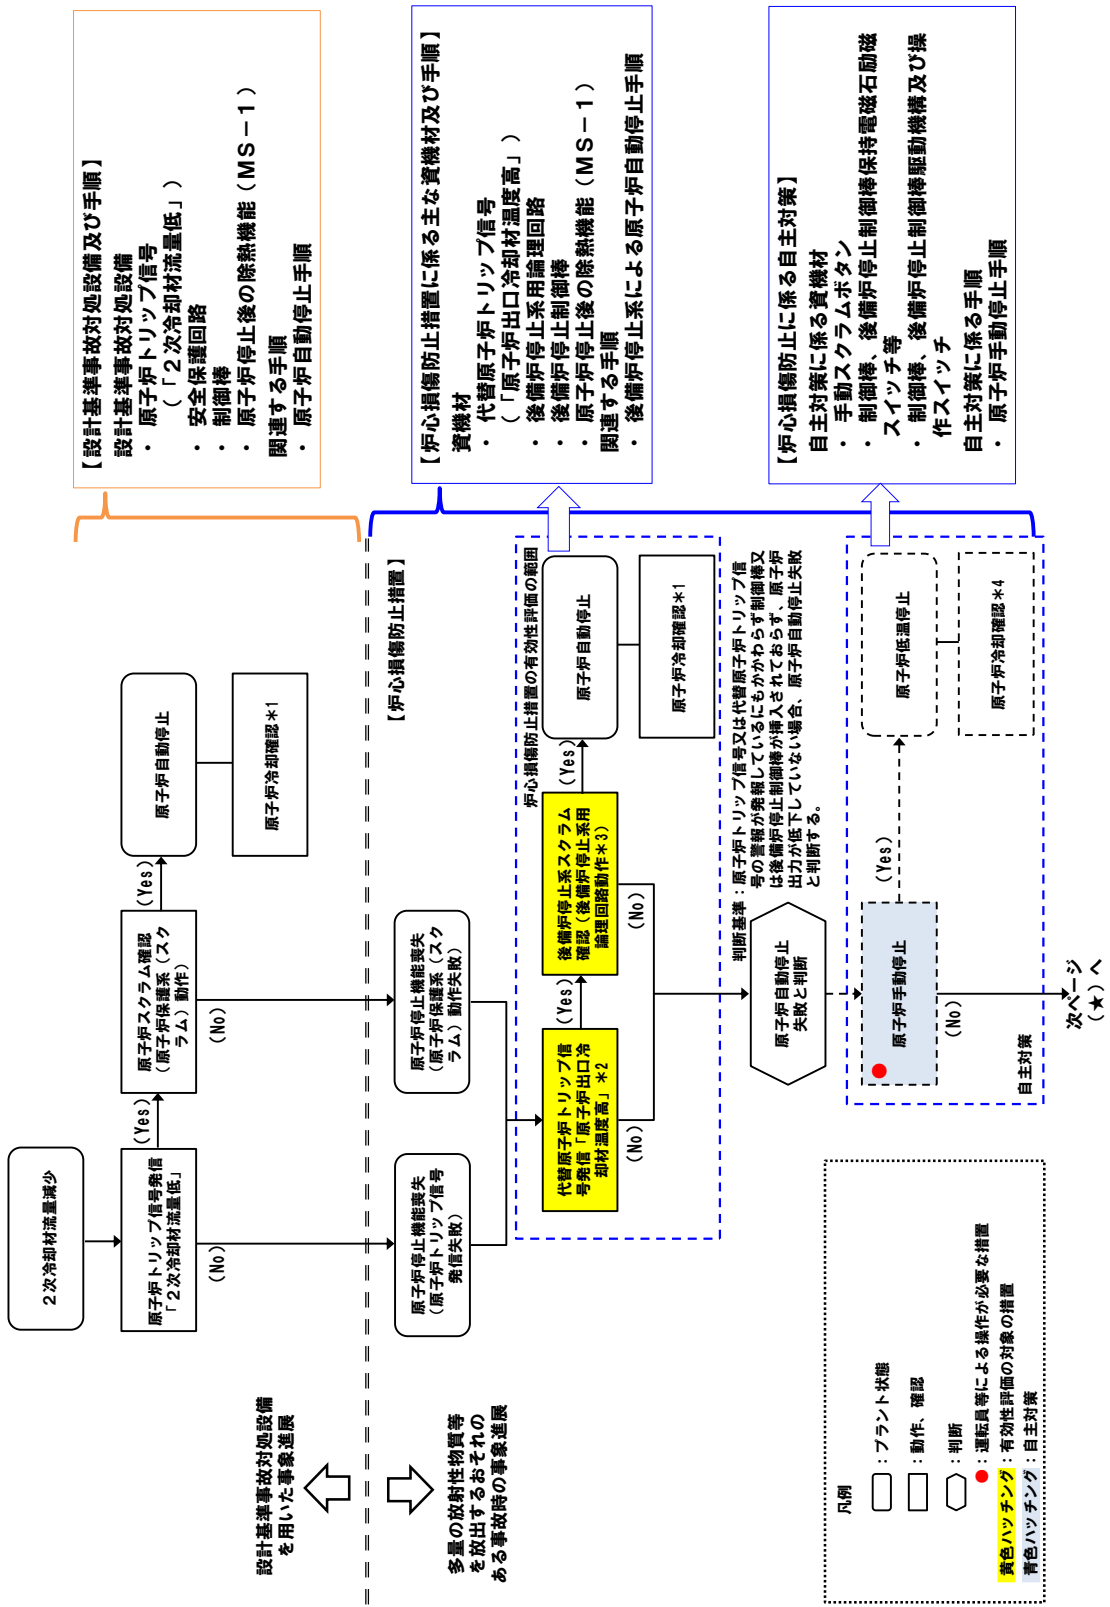 2次冷却材流量減少
原子炉トリップ信号発信
「2次冷却材流量低」
(Yes)
(No)
原子炉スクラム確認
(原子炉保護系(スク
ラム)動作)
(Yes)
(No)
原子炉自動停止
原子炉冷却確認＊1
【設計基準事故対処設備及び手順】
設計基準事故対処設備
・ 原子炉トリップ信号
(「2次冷却材流量低」)
・ 安全保護回路
・ 制御棒
・ 原子炉停止後の除熱機能(MS－1)
関連する手順
・ 原子炉自動停止手順
設計基準事故対処設備
を用いた事象進展
多量の放射性物質等
を放出するおそれの
ある事故時の事象進展
【炉心損傷防止措置】
原子炉停止機能喪失
(原子炉トリップ信号
発信失敗)
原子炉停止機能喪失
(原子炉保護系(スク
ラム)動作失敗)
炉心損傷防止措置の有効性評価の範囲
代替原子炉トリップ信
号発信「原子炉出口冷
却材温度高」＊2
(Yes)
(No)
後備炉停止系スクラム
確認(後備炉停止系用
論理回路動作＊3)
(Yes)
(No)
原子炉自動停止
原子炉冷却確認＊1
【炉心損傷防止措置に係る主な資機材及び手順】
資機材
・ 代替原子炉トリップ信号
(「原子炉出口冷却材温度高」)
・ 後備炉停止系用論理回路
・ 後備炉停止制御棒
・ 原子炉停止後の除熱機能(MS－1)
関連する手順
・ 後備炉停止系による原子炉自動停止手順
原子炉自動停止
失敗と判断
判断基準：原子炉トリップ信号又は代替原子炉トリップ信
号の警報が発報しているにもかかわらず制御棒又
は後備炉停止制御棒が挿入されておらず、原子炉
出力が低下していない場合、原子炉自動停止失敗
と判断する。
原子炉手動停止
(Yes)
(No)
原子炉低温停止
原子炉冷却確認＊4
自主対策
次ページ
(★)へ
【炉心損傷防止に係る自主対策】
自主対策に係る資機材
・ 手動スクラムボタン
・ 制御棒、後備炉停止制御棒保持電磁石励磁
スイッチ等
・ 制御棒、後備炉停止制御棒駆動機構及び操
作スイッチ
自主対策に係る手順
・ 原子炉手動停止手順
凡例
：プラント状態
：動作、確認
：判断
：運転員等による操作が必要な措置
黄色ハッチング：有効性評価の対象の措置
青色ハッチング：自主対策